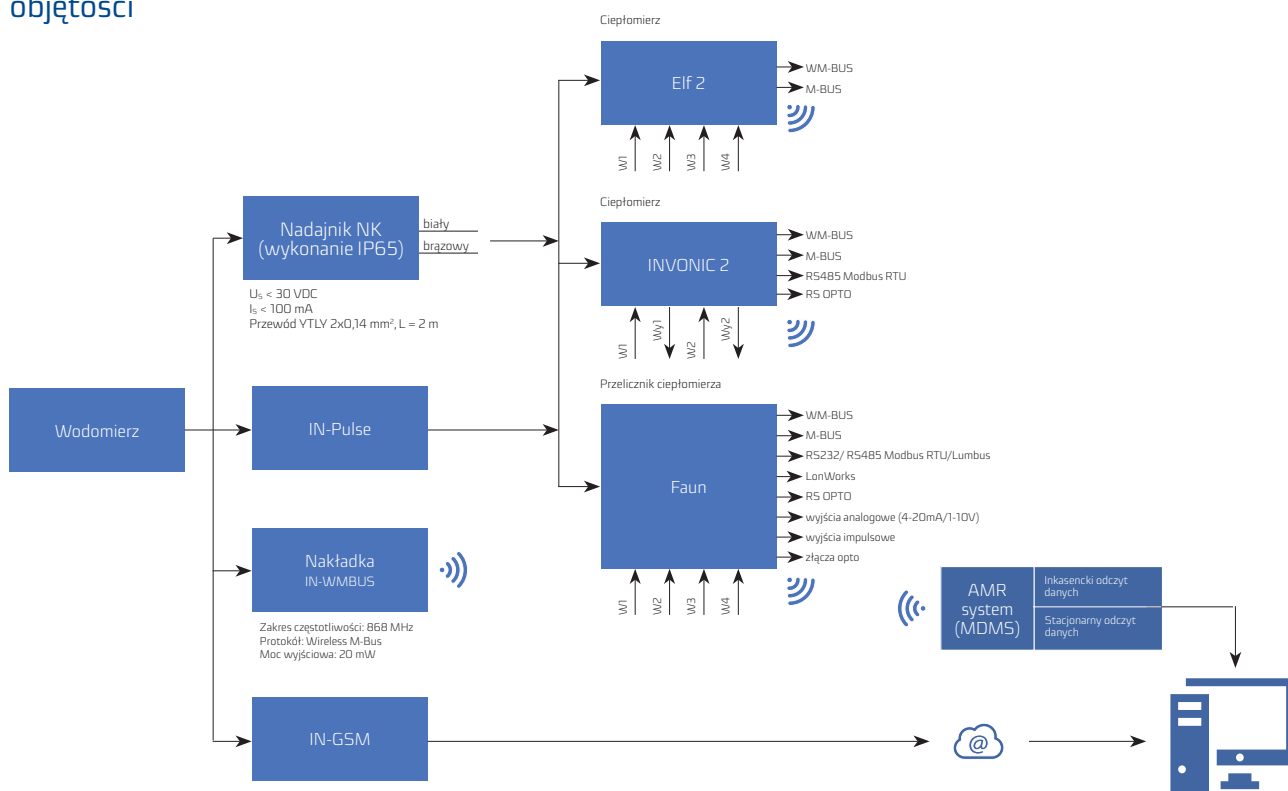 objętości
Ciepłomierz
Elf 2
WM-BUS
M-BUS
W1
W2
W3
W4
Nadajnik NK
(wykonanie IP65)
biały
brązowy
Us < 30 VDC
Is < 100 mA
Przewód YTLY 2x0,14 mm², L = 2 m
Ciepłomierz
INVONIC 2
WM-BUS
M-BUS
RS485 Modbus RTU
RS OPTO
W1
Wy1
W2
Wy2
Wodomierz
IN-Pulse
Przelicznik ciepłomierza
Faun
WM-BUS
M-BUS
RS232/ RS485 Modbus RTU/Lumbus
LonWorks
RS OPTO
wyjścia analogowe (4-20mA/1-10V)
wyjścia impulsowe
złącza opto
W1
W2
W3
W4
Nakładka
IN-WMBUS
Zakres częstotliwości: 868 MHz
Protokół: Wireless M-Bus
Moc wyjściowa: 20 mW
AMR
system
(MDMS)
Inkasencki odczyt
danych
Stacjonarny odczyt
danych
IN-GSM
@